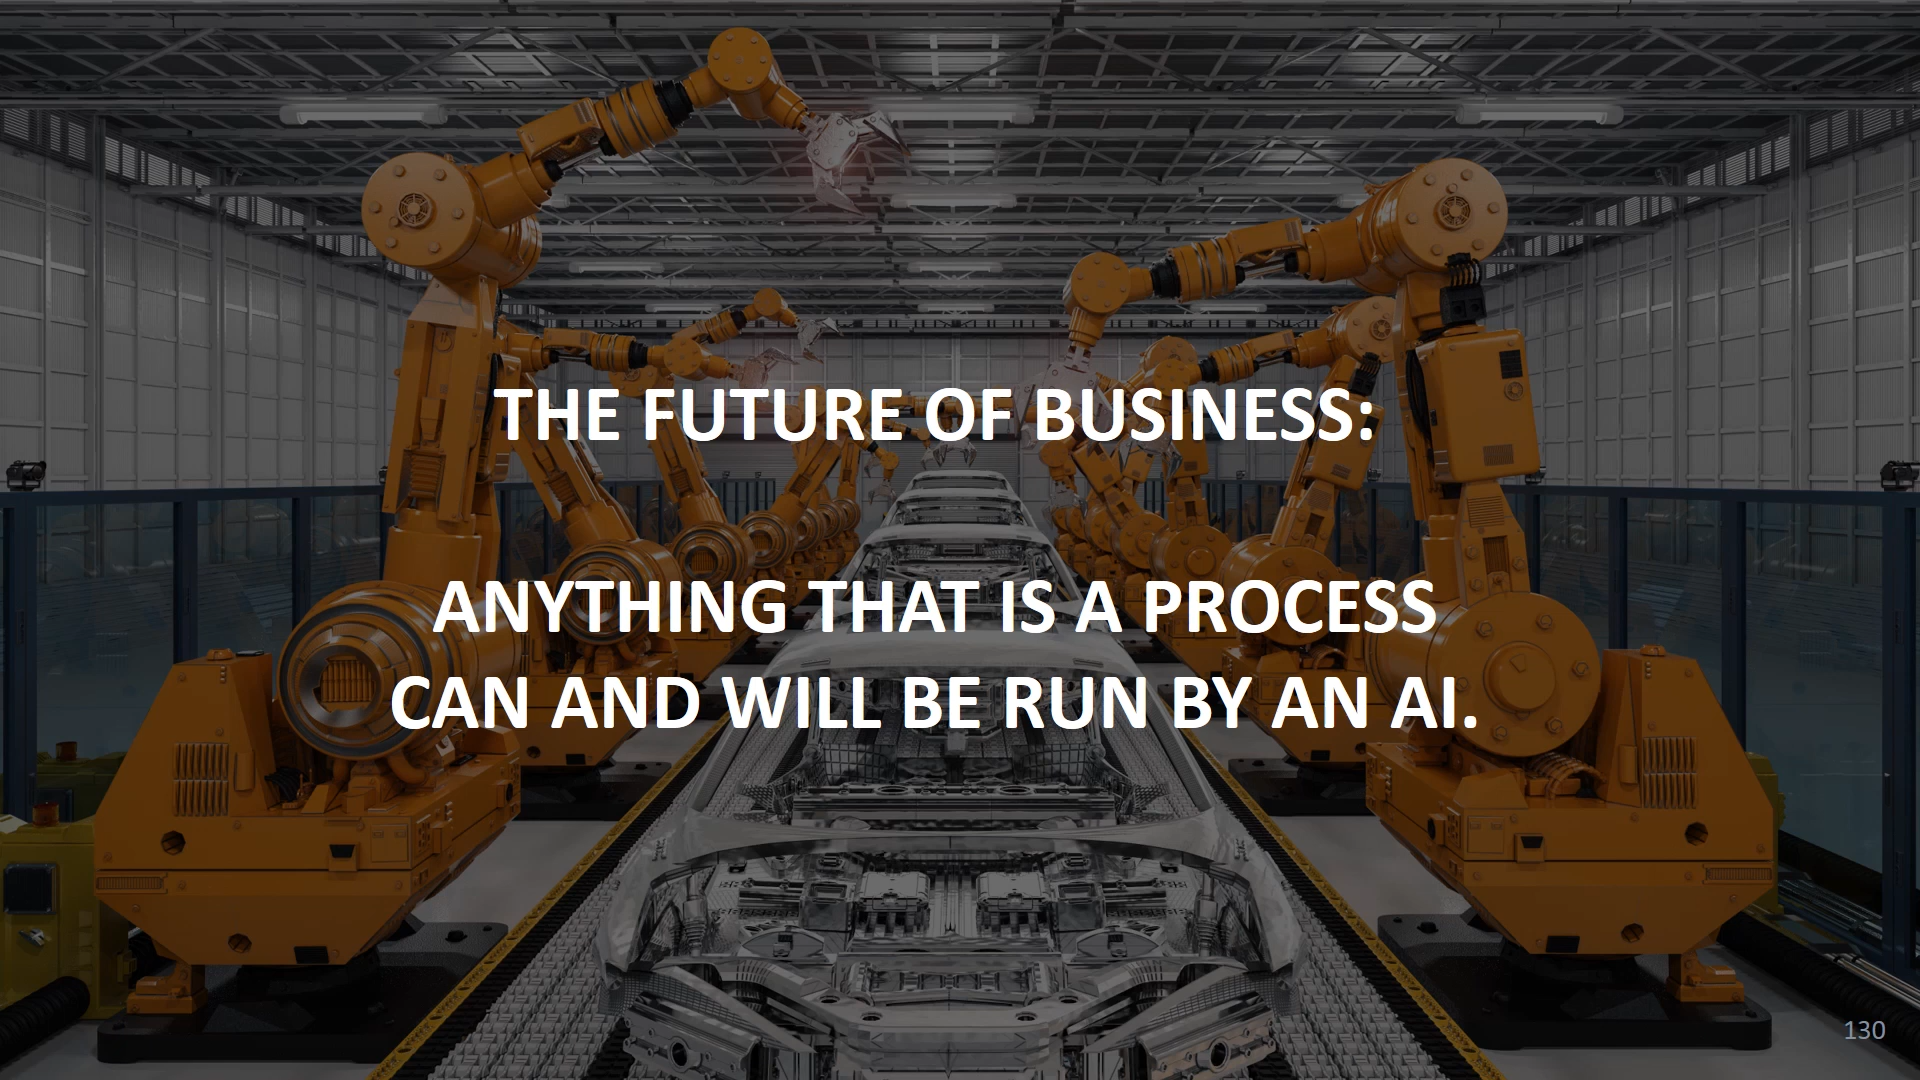 THE FUTURE OF BUSINESS:
ANYTHING THAT IS A PROCESS
CAN AND WILL BE RUN BY AN AI.
130